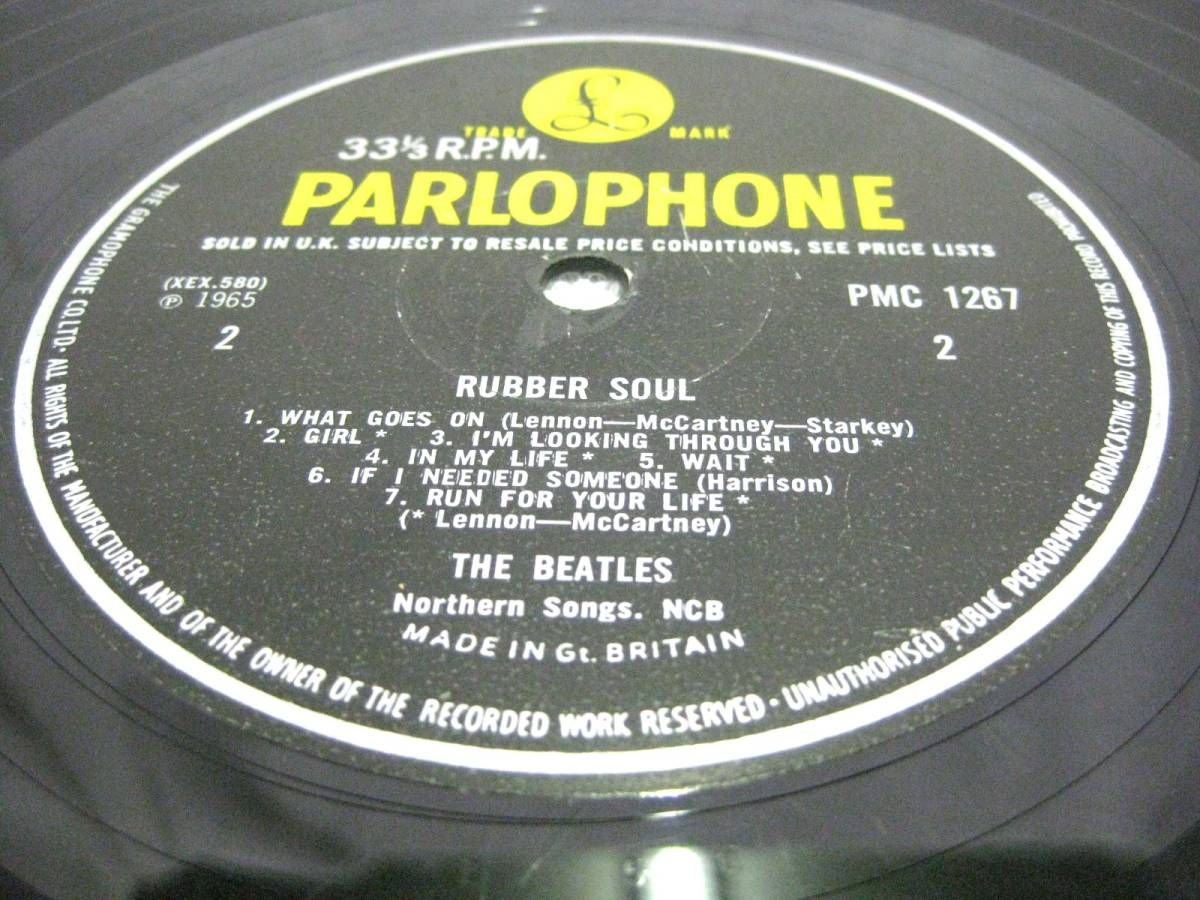 £
TRADE MARK
33⅓ R.P.M.
PARLOPHONE
SOLD IN U.K. SUBJECT TO RESALE PRICE CONDITIONS, SEE PRICE LISTS
(XEX.580)
℗ 1965
PMC 1267
2
2
RUBBER SOUL
1. WHAT GOES ON (Lennon—McCartney—Starkey)
2. GIRL * 3. I'M LOOKING THROUGH YOU *
4. IN MY LIFE * 5. WAIT *
6. IF I NEEDED SOMEONE (Harrison)
7. RUN FOR YOUR LIFE *
(* Lennon—McCartney)
THE BEATLES
Northern Songs. NCB
MADE IN Gt. BRITAIN
THE GRAMOPHONE CO. LTD. · ALL RIGHTS OF THE MANUFACTURER AND OF THE OWNER OF THE RECORDED WORK RESERVED · UNAUTHORISED PUBLIC PERFORMANCE BROADCASTING AND COPYING OF THIS RECORD PROHIBITED